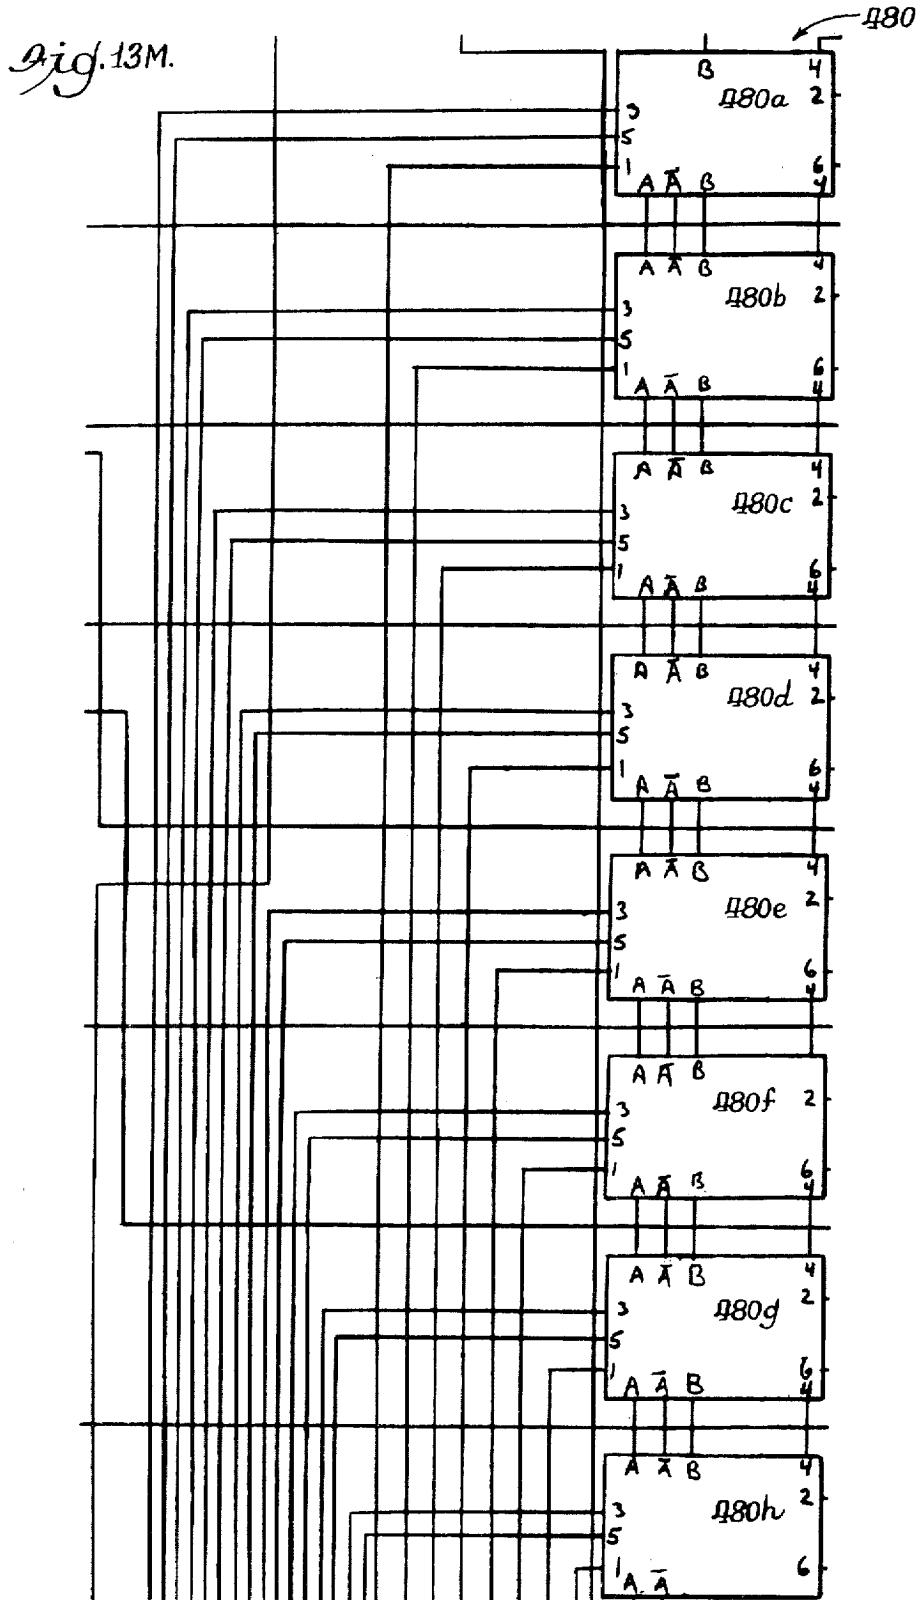 Fig. 13M.
480
B 4
480a 2
3
5
1 6
A A̅ B 4
A A̅ B 4
480b 2
3
5
1 6
A A̅ B 4
A A̅ B 4
480c 2
3
5
1 6
A A̅ B 4
A A̅ B 4
480d 2
3
5
1 6
A A̅ B 4
A A̅ B 4
480e 2
3
5
1 6
A A̅ B 4
A A̅ B
480f 2
3
5
1 6
A A̅ B 4
A A̅ B 4
480g 2
3
5
1 6
A A̅ B 4
A A̅ B 4
480h 2
3
5
1 6
A A̅